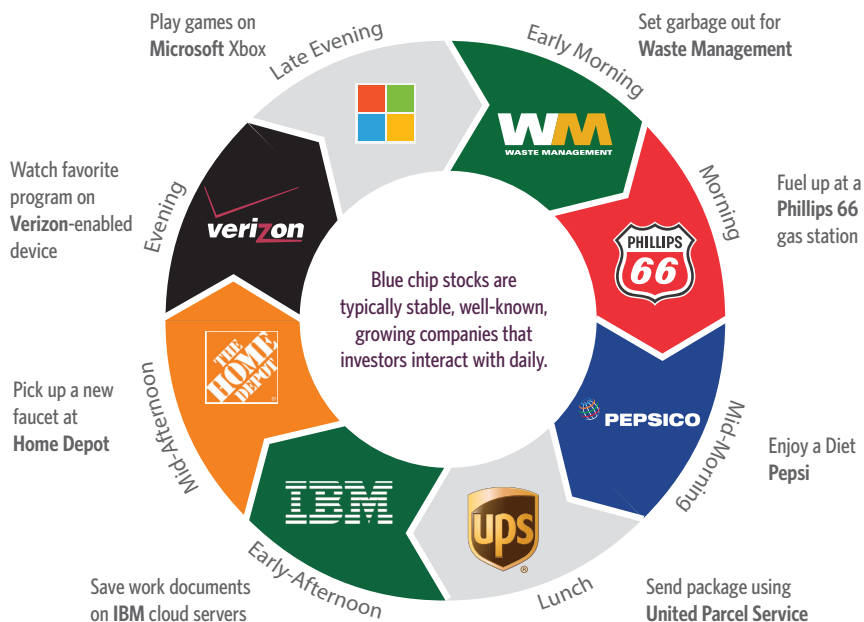 Early Morning
Set garbage out for
Waste Management
WM
WASTE MANAGEMENT
Morning
Fuel up at a
Phillips 66
gas station
PHILLIPS
66
Mid-Morning
Enjoy a Diet
Pepsi
PEPSICO
Lunch
Send package using
United Parcel Service
ups
®
Early-Afternoon
Save work documents
on IBM cloud servers
IBM
Mid-Afternoon
Pick up a new
faucet at
Home Depot
THE
HOME
DEPOT
®
Evening
Watch favorite
program on
Verizon-enabled
device
verizon
Late Evening
Play games on
Microsoft Xbox
Blue chip stocks are
typically stable, well-known,
growing companies that
investors interact with daily.